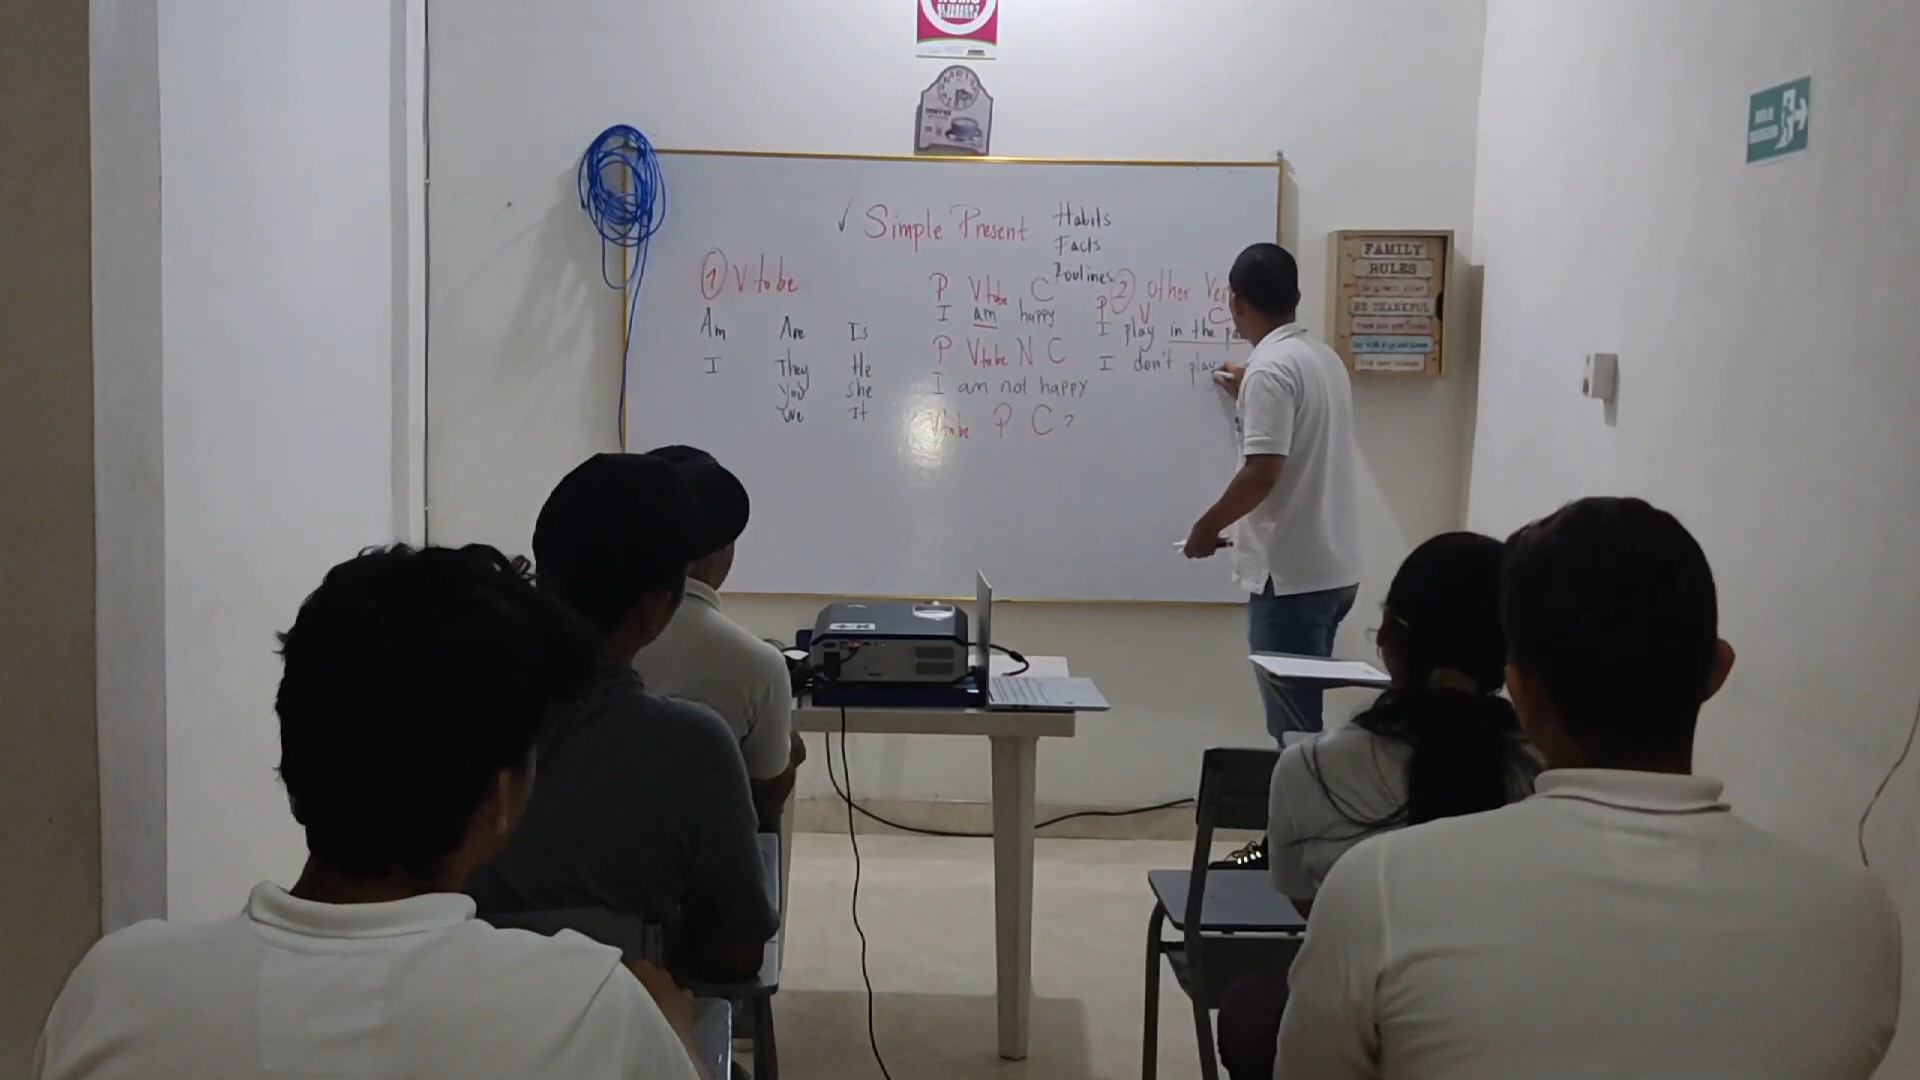 ✓ Simple Present
Habits
Facts
Routines
① V to be
Am Are Is
I They He
You She
We It
P V to be C
I am happy
P V to be N C
I am not happy
V to be P C ?
② Other
P V C
I play in the
I don't play
FAMILY
RULES
BE THANKFUL